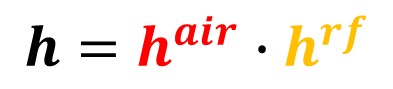 h = h^{air} · h^{rf}